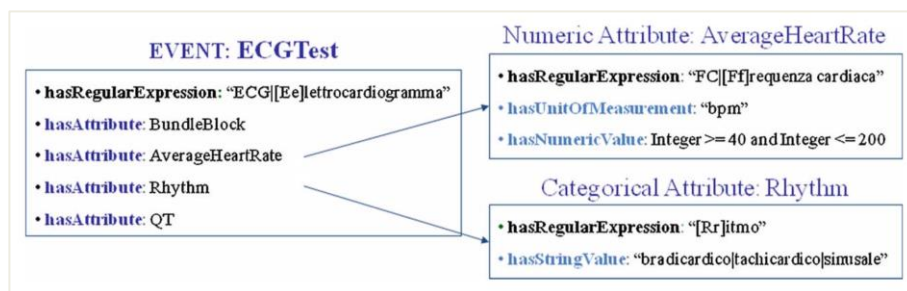 EVENT: ECGTest
• hasRegularExpression: “ECG|[Ee]lettrocardiogramma”
• hasAttribute: BundleBlock
• hasAttribute: AverageHeartRate
• hasAttribute: Rhythm
• hasAttribute: QT
Numeric Attribute: AverageHeartRate
• hasRegularExpression: “FC|[Ff]requenza cardiaca”
• hasUnitOfMeasurement: “bpm”
• hasNumericValue: Integer >= 40 and Integer <= 200
Categorical Attribute: Rhythm
• hasRegularExpression: “[Rr]itmo”
• hasStringValue: “bradicardico|tachicardico|sinusale”